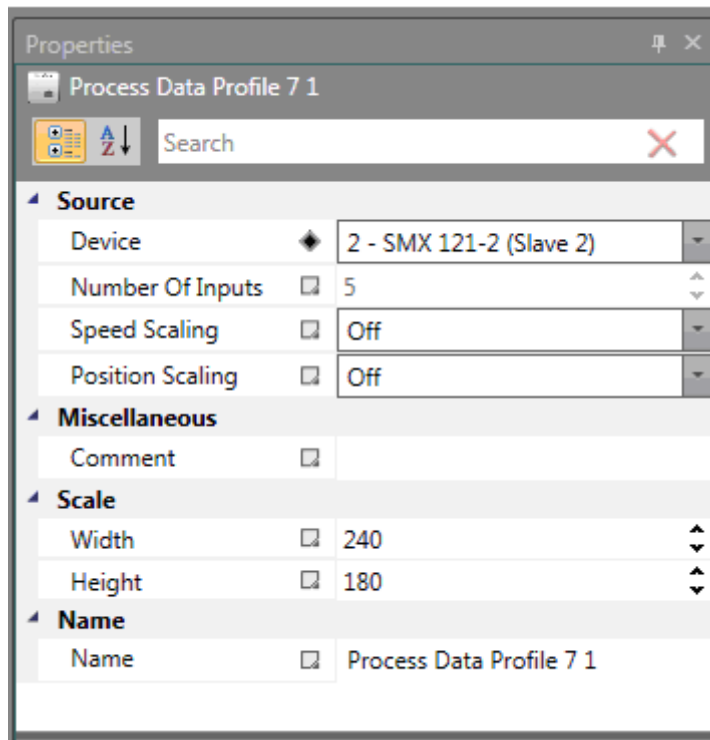 Properties
Process Data Profile 7 1
A
Z
Search
Source
Device 2 - SMX 121-2 (Slave 2)
Number Of Inputs 5
Speed Scaling Off
Position Scaling Off
Miscellaneous
Comment
Scale
Width 240
Height 180
Name
Name Process Data Profile 7 1